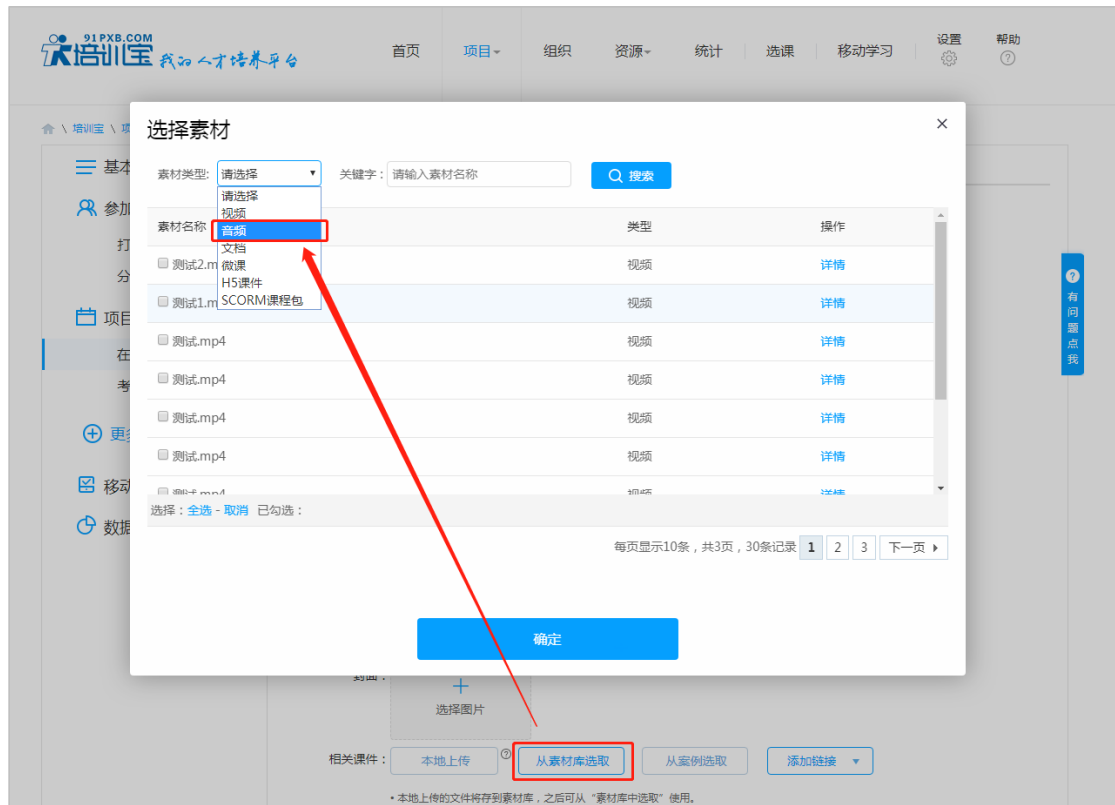 91PXB.COM
培训宝 我的人才培养平台
首页 项目 组织 资源 统计 选课 移动学习 设置 帮助
培训宝 \ 项
选择素材
基本
素材类型: 请选择 关键字： 请输入素材名称 搜索
请选择
视频
音频
文档
微课
H5课件
SCORM课程包
参加
打
分
项目
在
考
更多
移动
数据
素材名称 类型 操作
测试2.m 视频 详情
测试1.m 视频 详情
测试.mp4 视频 详情
测试.mp4 视频 详情
测试.mp4 视频 详情
测试.mp4 视频 详情
测试.mp4 视频 详情
选择：全选 - 取消 已勾选：
每页显示10条，共3页，30条记录 1 2 3 下一页
确定
有问题点我
封面：
选择图片
相关课件： 本地上传 从素材库选取 从案例选取 添加链接
• 本地上传的文件将存到素材库，之后可从“素材库中选取”使用。